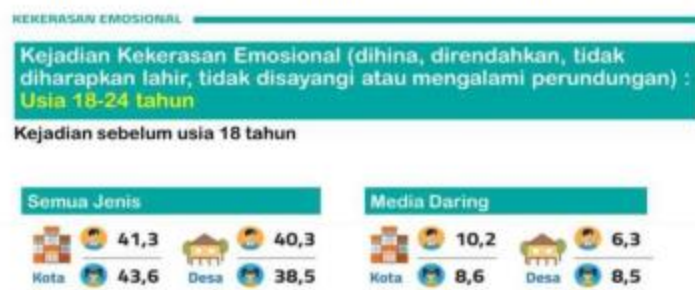 KEKERASAN EMOSIONAL
Kejadian Kekerasan Emosional (dihina, direndahkan, tidak
diharapkan lahir, tidak disayangi atau mengalami perundungan) :
Usia 18-24 tahun
Kejadian sebelum usia 18 tahun
Semua Jenis
41,3
40,3
Kota 43,6
Desa 38,5
Media Daring
10,2
6,3
Kota 8,6
Desa 8,5